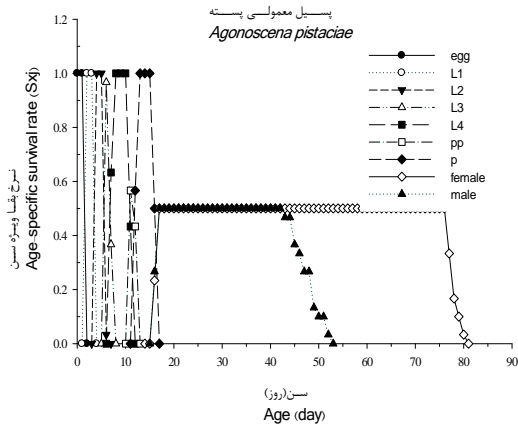 پسیل معمولی پسته
Agonoscena pistaciae
1.2
1.0
0.8
0.6
0.4
0.2
0.0
نرخ بقا ویژه سن
Age-specific survival rate (Sxj)
egg
L1
L2
L3
L4
pp
p
female
male
0 10 20 30 40 50 60 70 80 90
سن(روز)
Age (day)